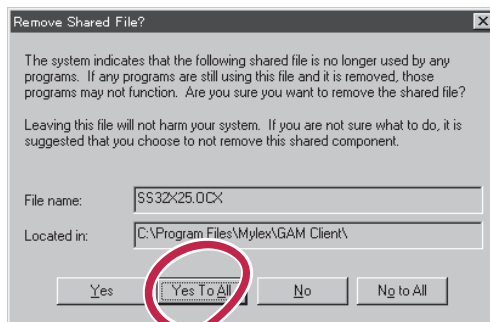 Remove Shared File?
The system indicates that the following shared file is no longer used by any
programs. If any programs are still using this file and it is removed, those
programs may not function. Are you sure you want to remove the shared file?
Leaving this file will not harm your system. If you are not sure what to do, it is
suggested that you choose to not remove this shared component.
File name: SS32X25.OCX
Located in: C:\Program Files\Mylex\GAM Client\
Yes Yes To All No No to All